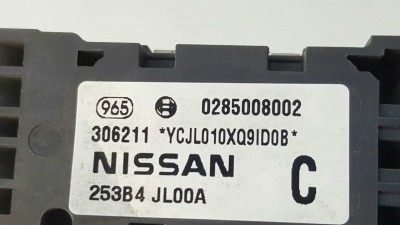 965 0285008002
306211 *YCJL010XQ9ID0B*
NISSAN C
253B4 JL00A